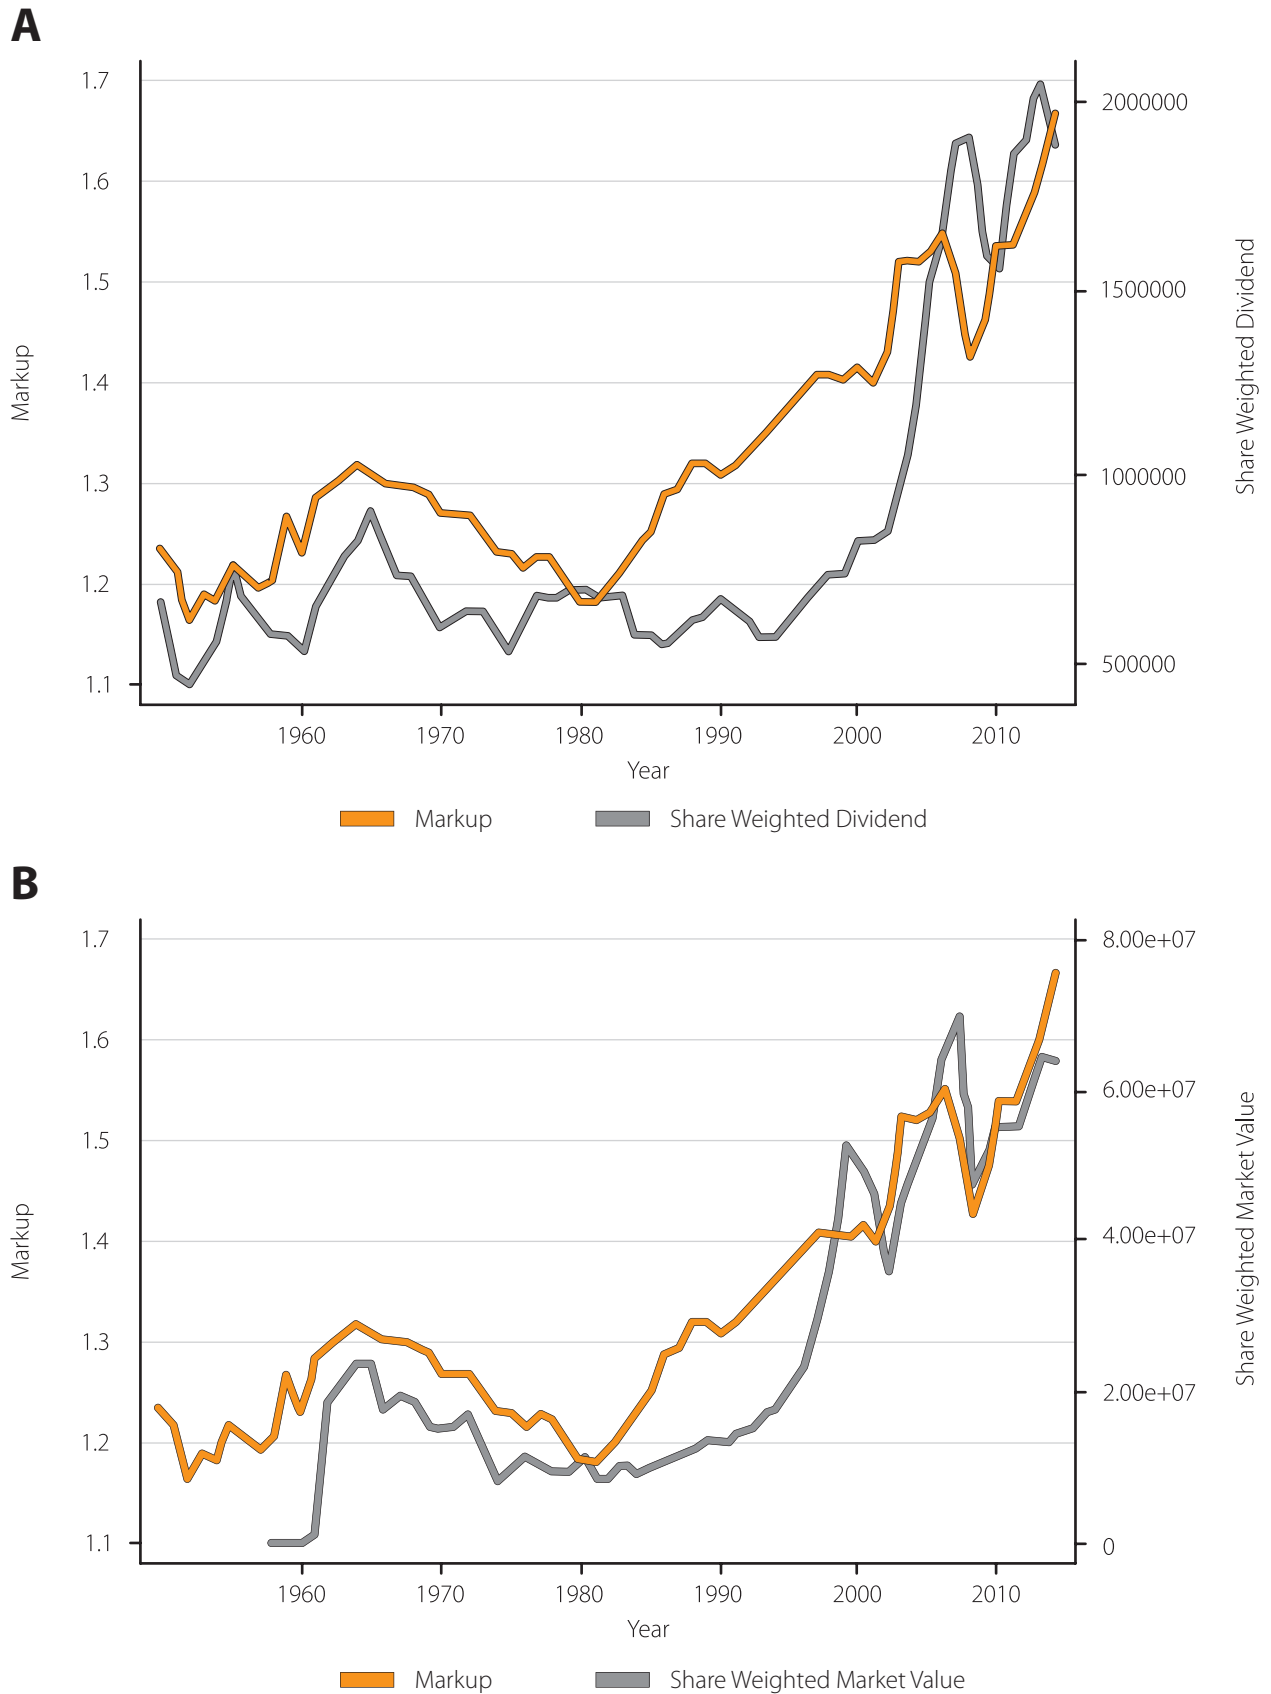 A
1.7
1.6
1.5
1.4
1.3
1.2
1.1
Markup
2000000
1500000
1000000
500000
Share Weighted Dividend
1960 1970 1980 1990 2000 2010
Year
Markup Share Weighted Dividend
B
1.7
1.6
1.5
1.4
1.3
1.2
1.1
Markup
8.00e+07
6.00e+07
4.00e+07
2.00e+07
0
Share Weighted Market Value
1960 1970 1980 1990 2000 2010
Year
Markup Share Weighted Market Value